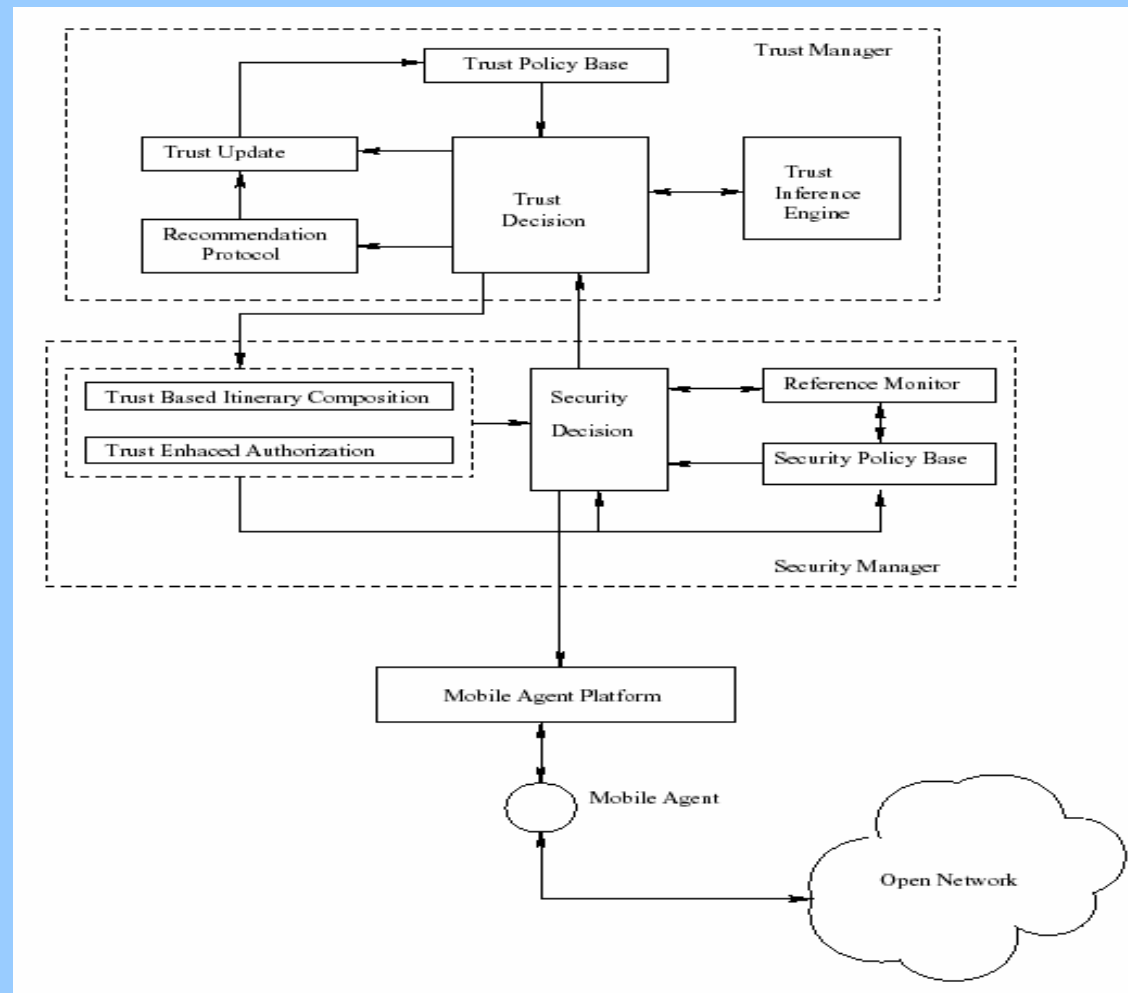 Trust Manager
Trust Policy Base
Trust Update
Trust
Decision
Trust
Inference
Engine
Recommendation
Protocol
Trust Based Itinerary Composition
Trust Enhaced Authorization
Security
Decision
Reference Monitor
Security Policy Base
Security Manager
Mobile Agent Platform
Mobile Agent
Open Network